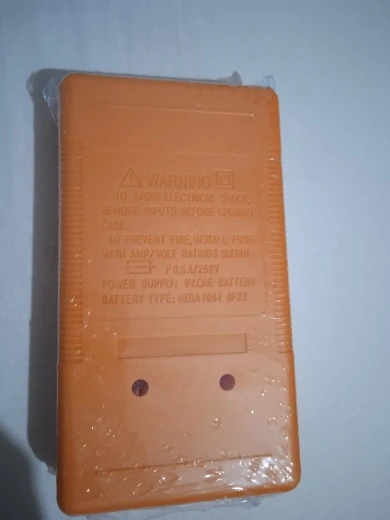 WARNING
TO AVOID ELECTRICAL SHOCK,
REMOVE INPUTS BEFORE OPENING
CASE.
TO PREVENT FIRE,INSTALL FUSE
WITH AMP/VOLT RATINGS SHOWN:
F 0,5A/250V
POWER SUPPLY: 9V,ONE BATTERY
BATTERY TYPE: NEDA1604 6F22